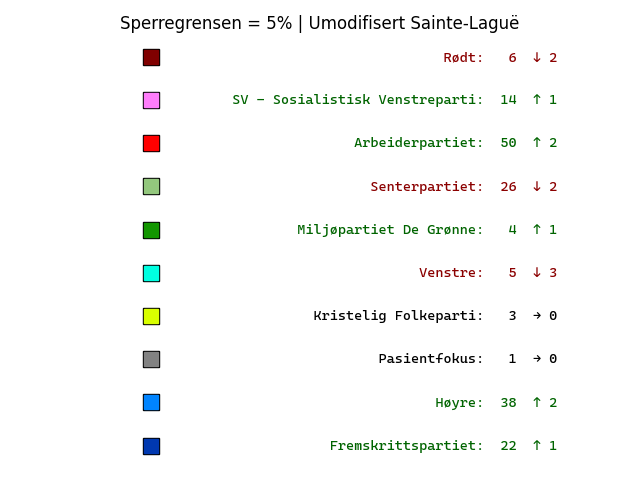 Sperregrensen = 5% | Umodifisert Sainte-Laguë
Rødt: 6 ↓ 2
SV − Sosialistisk Venstreparti: 14 ↑ 1
Arbeiderpartiet: 50 ↑ 2
Senterpartiet: 26 ↓ 2
Miljøpartiet De Grønne: 4 ↑ 1
Venstre: 5 ↓ 3
Kristelig Folkeparti: 3 → 0
Pasientfokus: 1 → 0
Høyre: 38 ↑ 2
Fremskrittspartiet: 22 ↑ 1